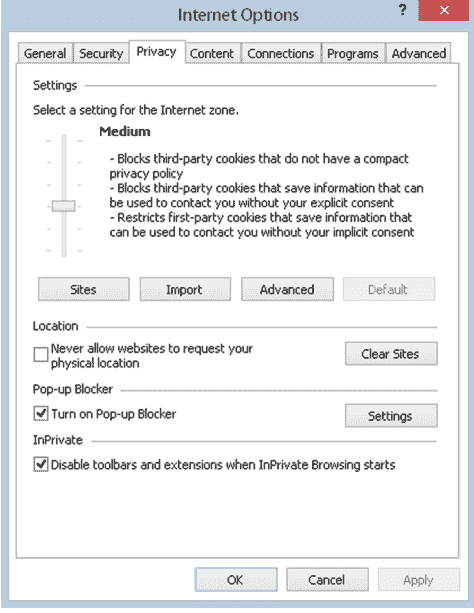 Internet Options
?
General Security Privacy Content Connections Programs Advanced
Settings
Select a setting for the Internet zone.
Medium
- Blocks third-party cookies that do not have a compact
privacy policy
- Blocks third-party cookies that save information that can
be used to contact you without your explicit consent
- Restricts first-party cookies that save information that
can be used to contact you without your implicit consent
Sites Import Advanced Default
Location
Never allow websites to request your
physical location
Clear Sites
Pop-up Blocker
Turn on Pop-up Blocker
Settings
InPrivate
Disable toolbars and extensions when InPrivate Browsing starts
OK Cancel Apply